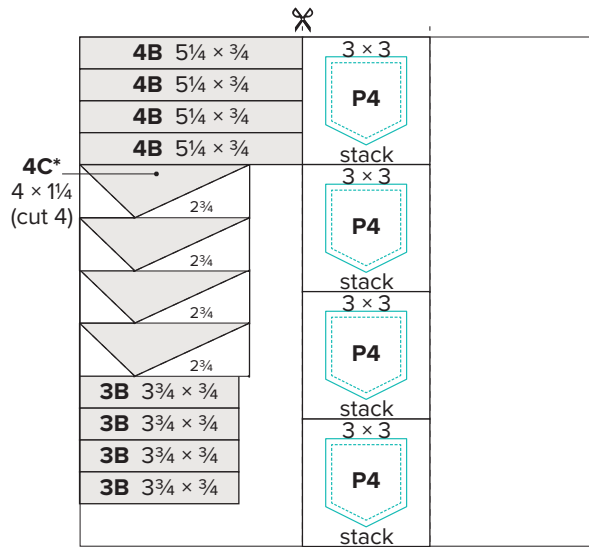 4B 5¼ × ¾
4B 5¼ × ¾
4B 5¼ × ¾
4B 5¼ × ¾
4C*
4 × 1¼
(cut 4)
2¾
2¾
2¾
2¾
3B 3¾ × ¾
3B 3¾ × ¾
3B 3¾ × ¾
3B 3¾ × ¾
3 × 3
P4
stack
3 × 3
P4
stack
3 × 3
P4
stack
3 × 3
P4
stack